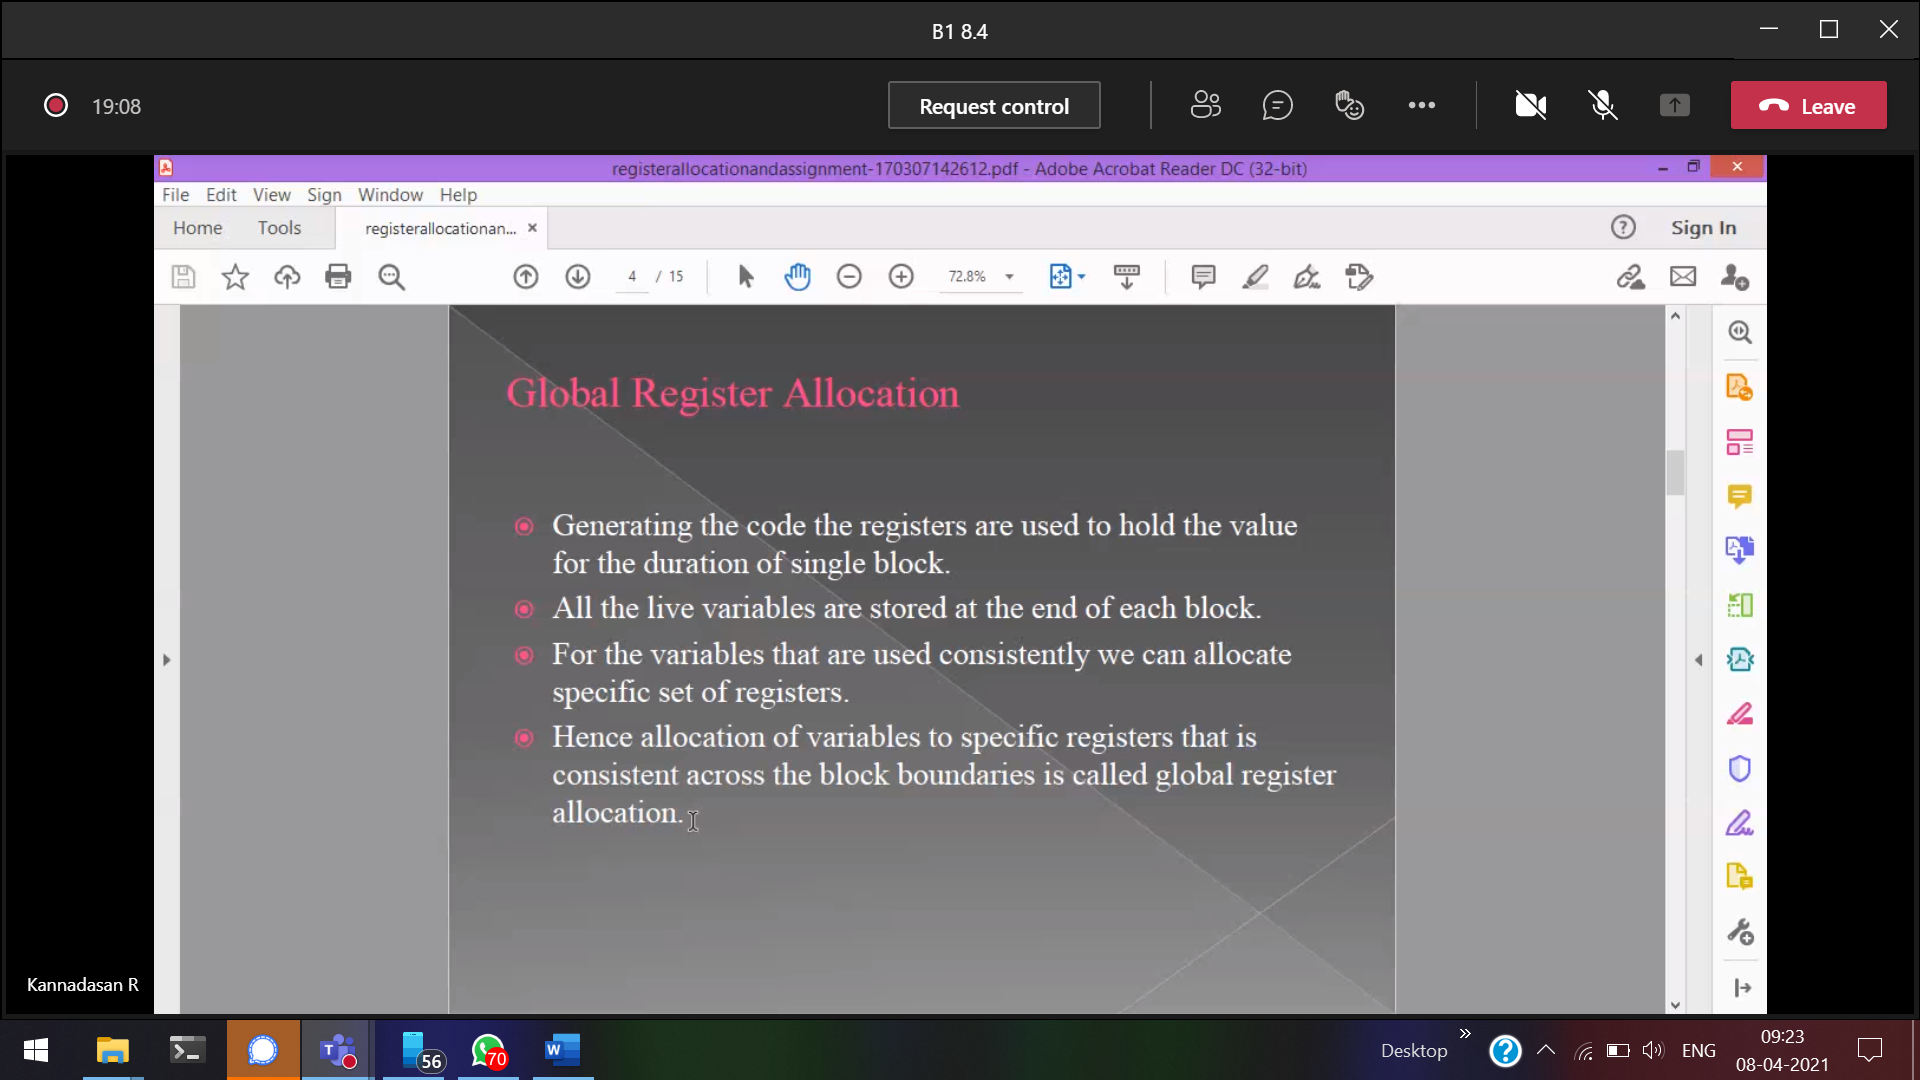 B1 8.4
19:08
Request control
Leave
registerallocationandassignment-170307142612.pdf - Adobe Acrobat Reader DC (32-bit)
File Edit View Sign Window Help
Home Tools registerallocationan... ×
Sign In
4 / 15
72.8%
Global Register Allocation
Generating the code the registers are used to hold the value
for the duration of single block.
All the live variables are stored at the end of each block.
For the variables that are used consistently we can allocate
specific set of registers.
Hence allocation of variables to specific registers that is
consistent across the block boundaries is called global register
allocation.
Kannadasan R
56
70
Desktop
ENG
09:23
08-04-2021